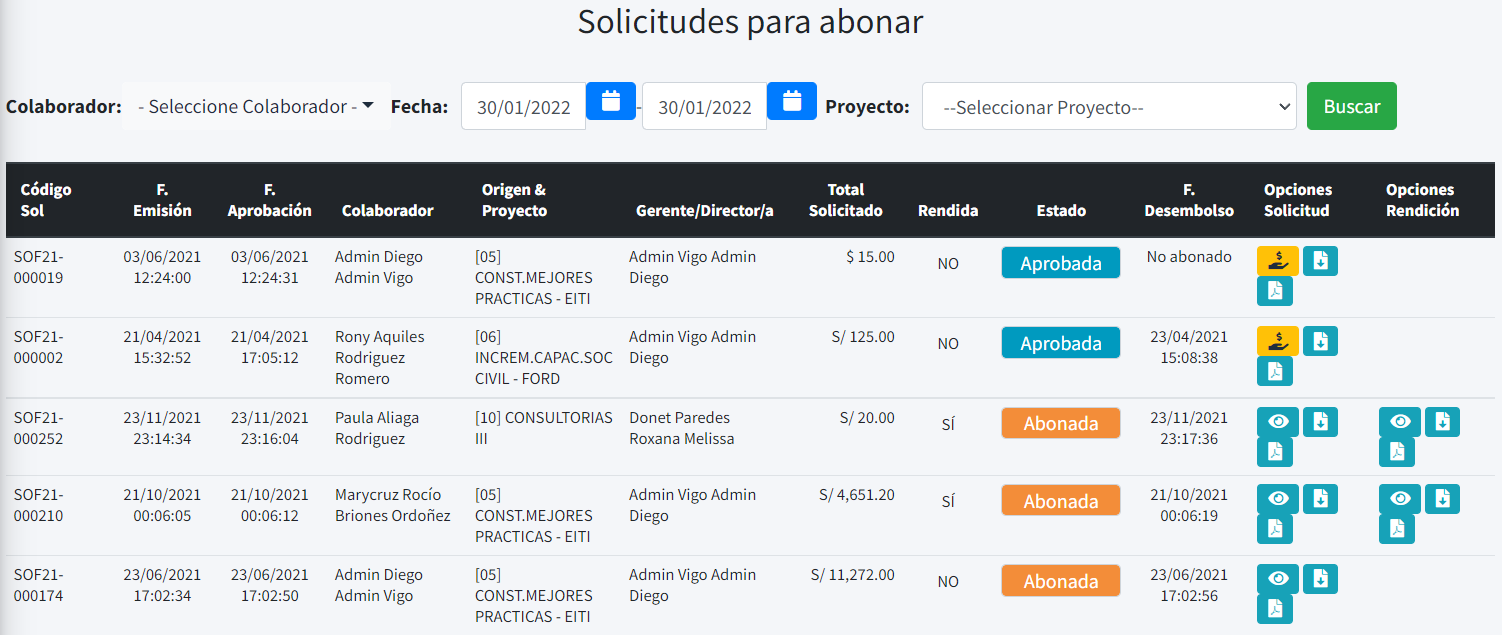 Solicitudes para abonar
Colaborador: - Seleccione Colaborador - Fecha: 30/01/2022 - 30/01/2022 Proyecto: --Seleccionar Proyecto-- Buscar
Código Sol
F. Emisión
F. Aprobación
Colaborador
Origen & Proyecto
Gerente/Director/a
Total Solicitado
Rendida
Estado
F. Desembolso
Opciones Solicitud
Opciones Rendición
SOF21-
000019
03/06/2021
12:24:00
03/06/2021
12:24:31
Admin Diego
Admin Vigo
[05]
CONST.MEJORES
PRACTICAS - EITI
Admin Vigo Admin
Diego
$ 15.00
NO
Aprobada
No abonado
SOF21-
000002
21/04/2021
15:32:52
21/04/2021
17:05:12
Rony Aquiles
Rodriguez
Romero
[06]
INCREM.CAPAC.SOC
CIVIL - FORD
Admin Vigo Admin
Diego
S/ 125.00
NO
Aprobada
23/04/2021
15:08:38
SOF21-
000252
23/11/2021
23:14:34
23/11/2021
23:16:04
Paula Aliaga
Rodriguez
[10] CONSULTORIAS
III
Donet Paredes
Roxana Melissa
S/ 20.00
SÍ
Abonada
23/11/2021
23:17:36
SOF21-
000210
21/10/2021
00:06:05
21/10/2021
00:06:12
Marycruz Rocío
Briones Ordoñez
[05]
CONST.MEJORES
PRACTICAS - EITI
Admin Vigo Admin
Diego
S/ 4,651.20
SÍ
Abonada
21/10/2021
00:06:19
SOF21-
000174
23/06/2021
17:02:34
23/06/2021
17:02:50
Admin Diego
Admin Vigo
[05]
CONST.MEJORES
PRACTICAS - EITI
Admin Vigo Admin
Diego
S/ 11,272.00
NO
Abonada
23/06/2021
17:02:56